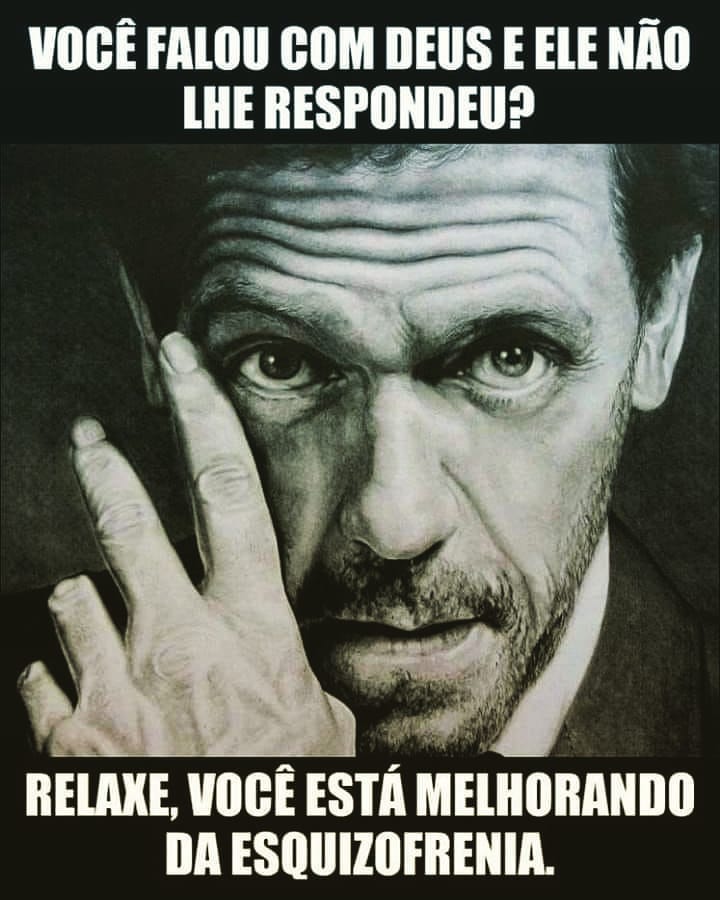 VOCÊ FALOU COM DEUS E ELE NÃO
LHE RESPONDEU?
RELAXE, VOCÊ ESTÁ MELHORANDO
DA ESQUIZOFRENIA.